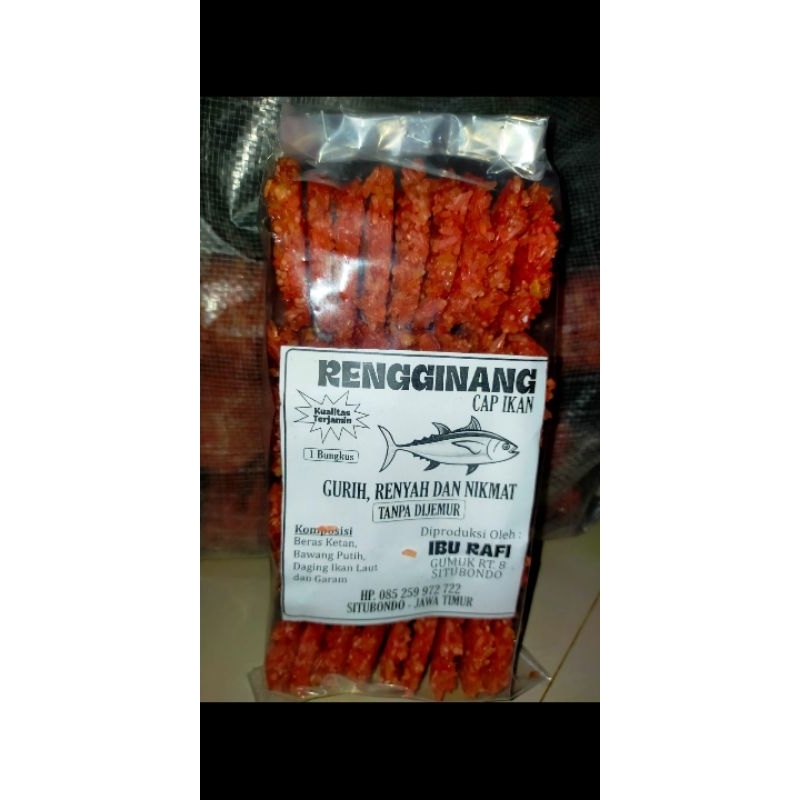 RENGGINANG
CAP IKAN
Kualitas
Terjamin
1 Bungkus
GURIH, RENYAH DAN NIKMAT
TANPA DIJEMUR
Komposisi
Beras Ketan,
Bawang Putih,
Daging Ikan Laut
dan Garam
Diproduksi Oleh :
IBU RAFI
GUMUK RT. 8
SITUBONDO
HP. 085 259 972 722
SITUBONDO - JAWA TIMUR